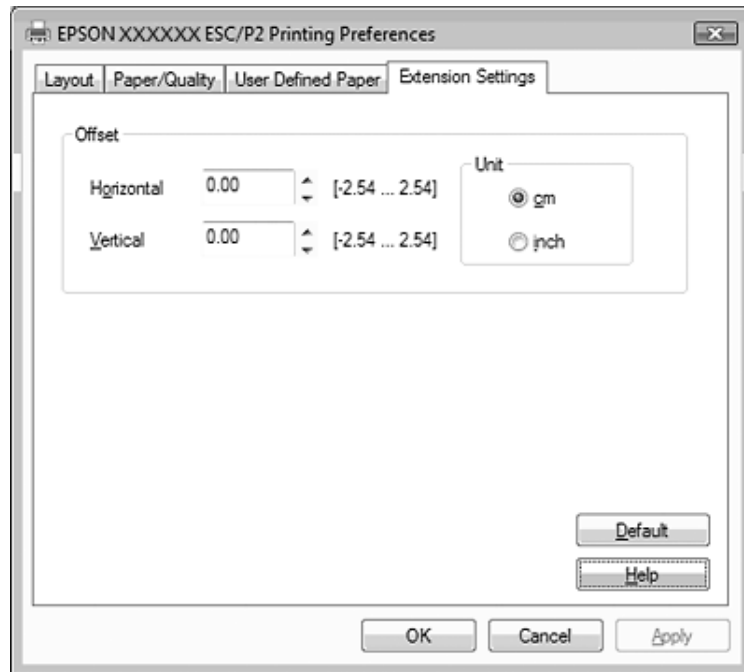 EPSON XXXXXX ESC/P2 Printing Preferences
Layout Paper/Quality User Defined Paper Extension Settings
Offset
Unit
Horizontal 0.00 [-2.54 ... 2.54]
cm
Vertical 0.00 [-2.54 ... 2.54]
inch
Default
Help
OK Cancel Apply